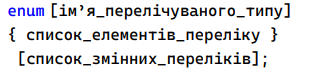 enum [ім’я_перелічуваного_типу]
{ список_елементів_переліку }
[список_змінних_переліків];